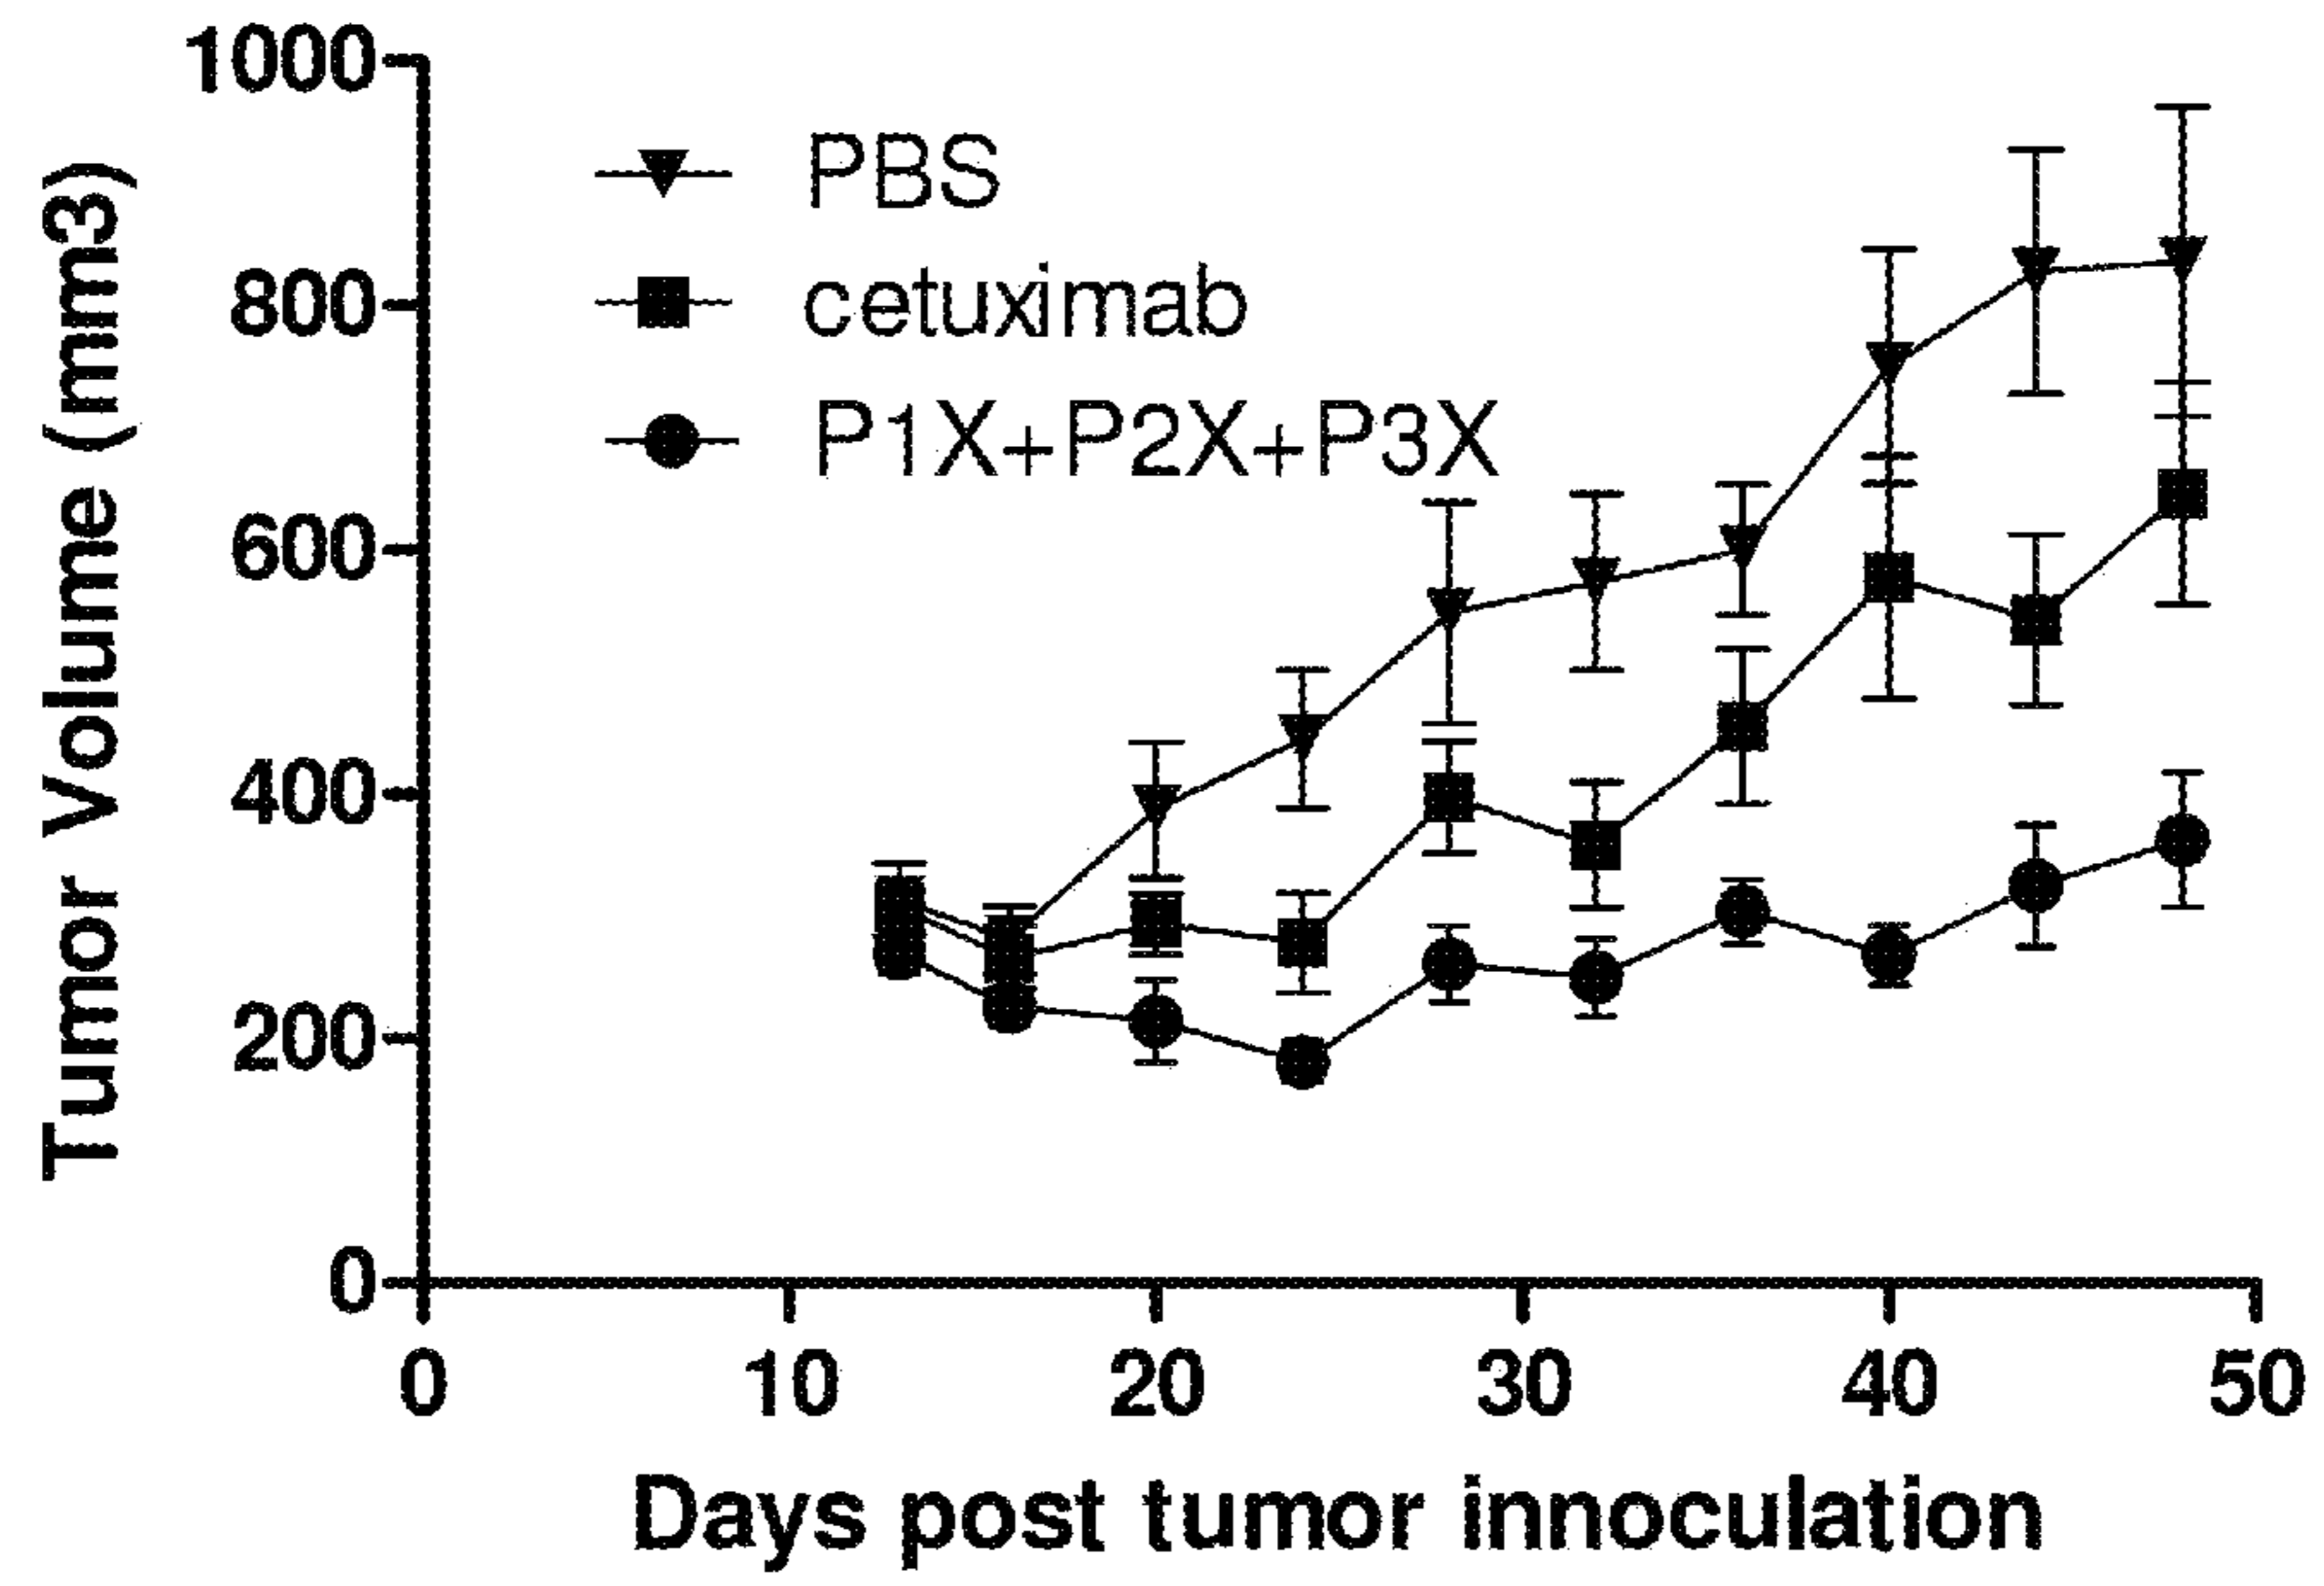 Tumor Volume (mm3)
1000
800
600
400
200
0
PBS
cetuximab
P1X+P2X+P3X
0 10 20 30 40 50
Days post tumor innoculation